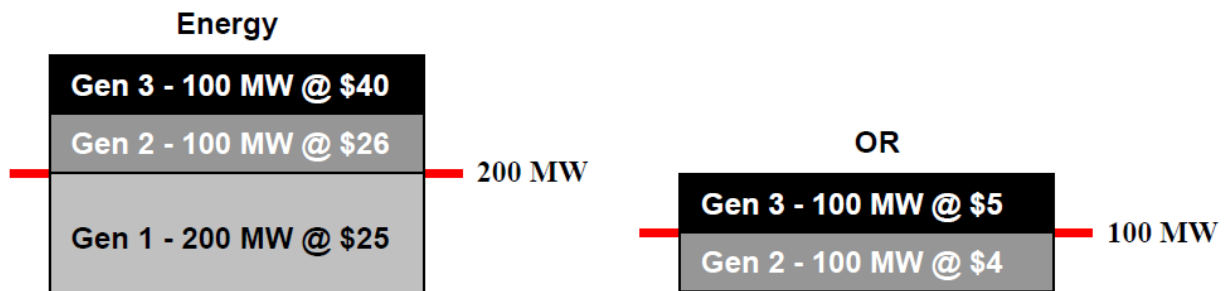 Energy
Gen 3 - 100 MW @ $40
Gen 2 - 100 MW @ $26
200 MW
Gen 1 - 200 MW @ $25
OR
Gen 3 - 100 MW @ $5
100 MW
Gen 2 - 100 MW @ $4